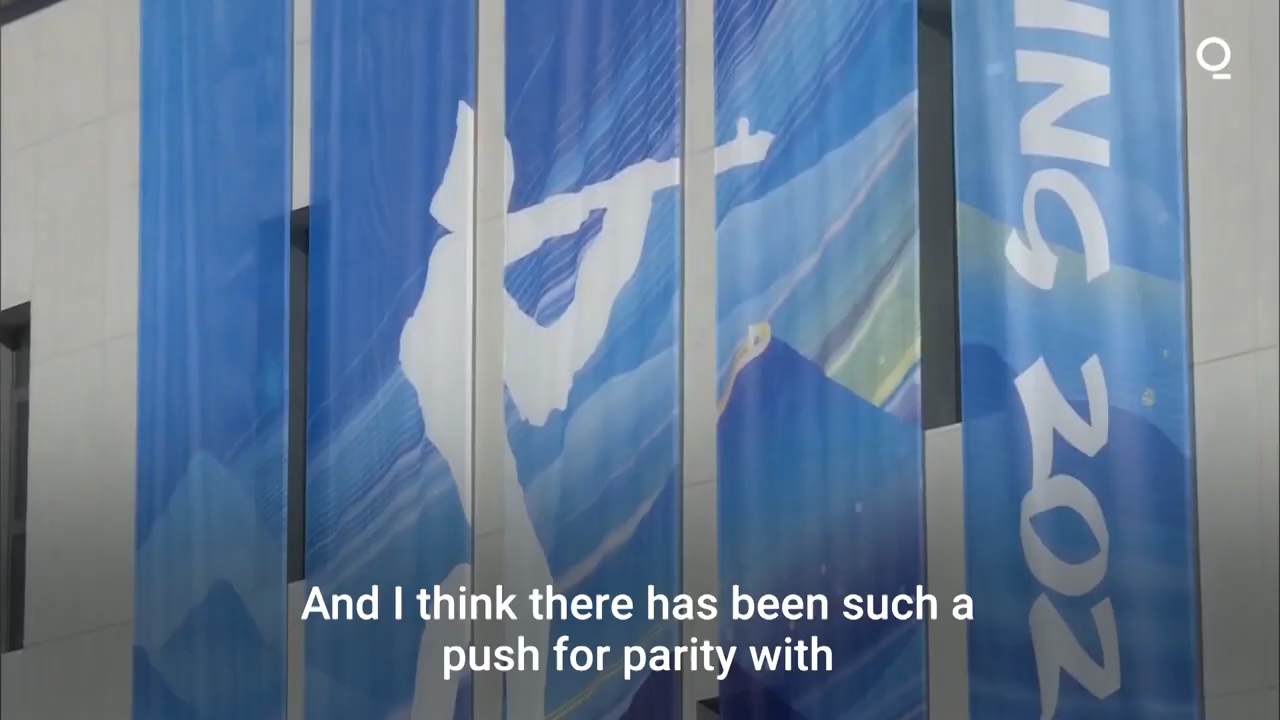 ING 202
And I think there has been such a
push for parity with